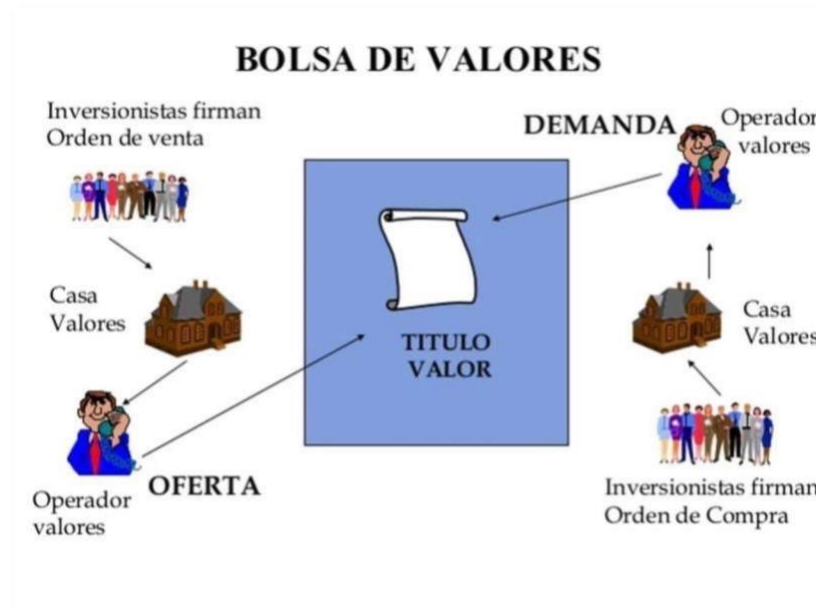 BOLSA DE VALORES
Inversionistas firman
Orden de venta
Casa
Valores
Operador
valores
OFERTA
TITULO
VALOR
DEMANDA
Operador
valores
Casa
Valores
Inversionistas firman
Orden de Compra